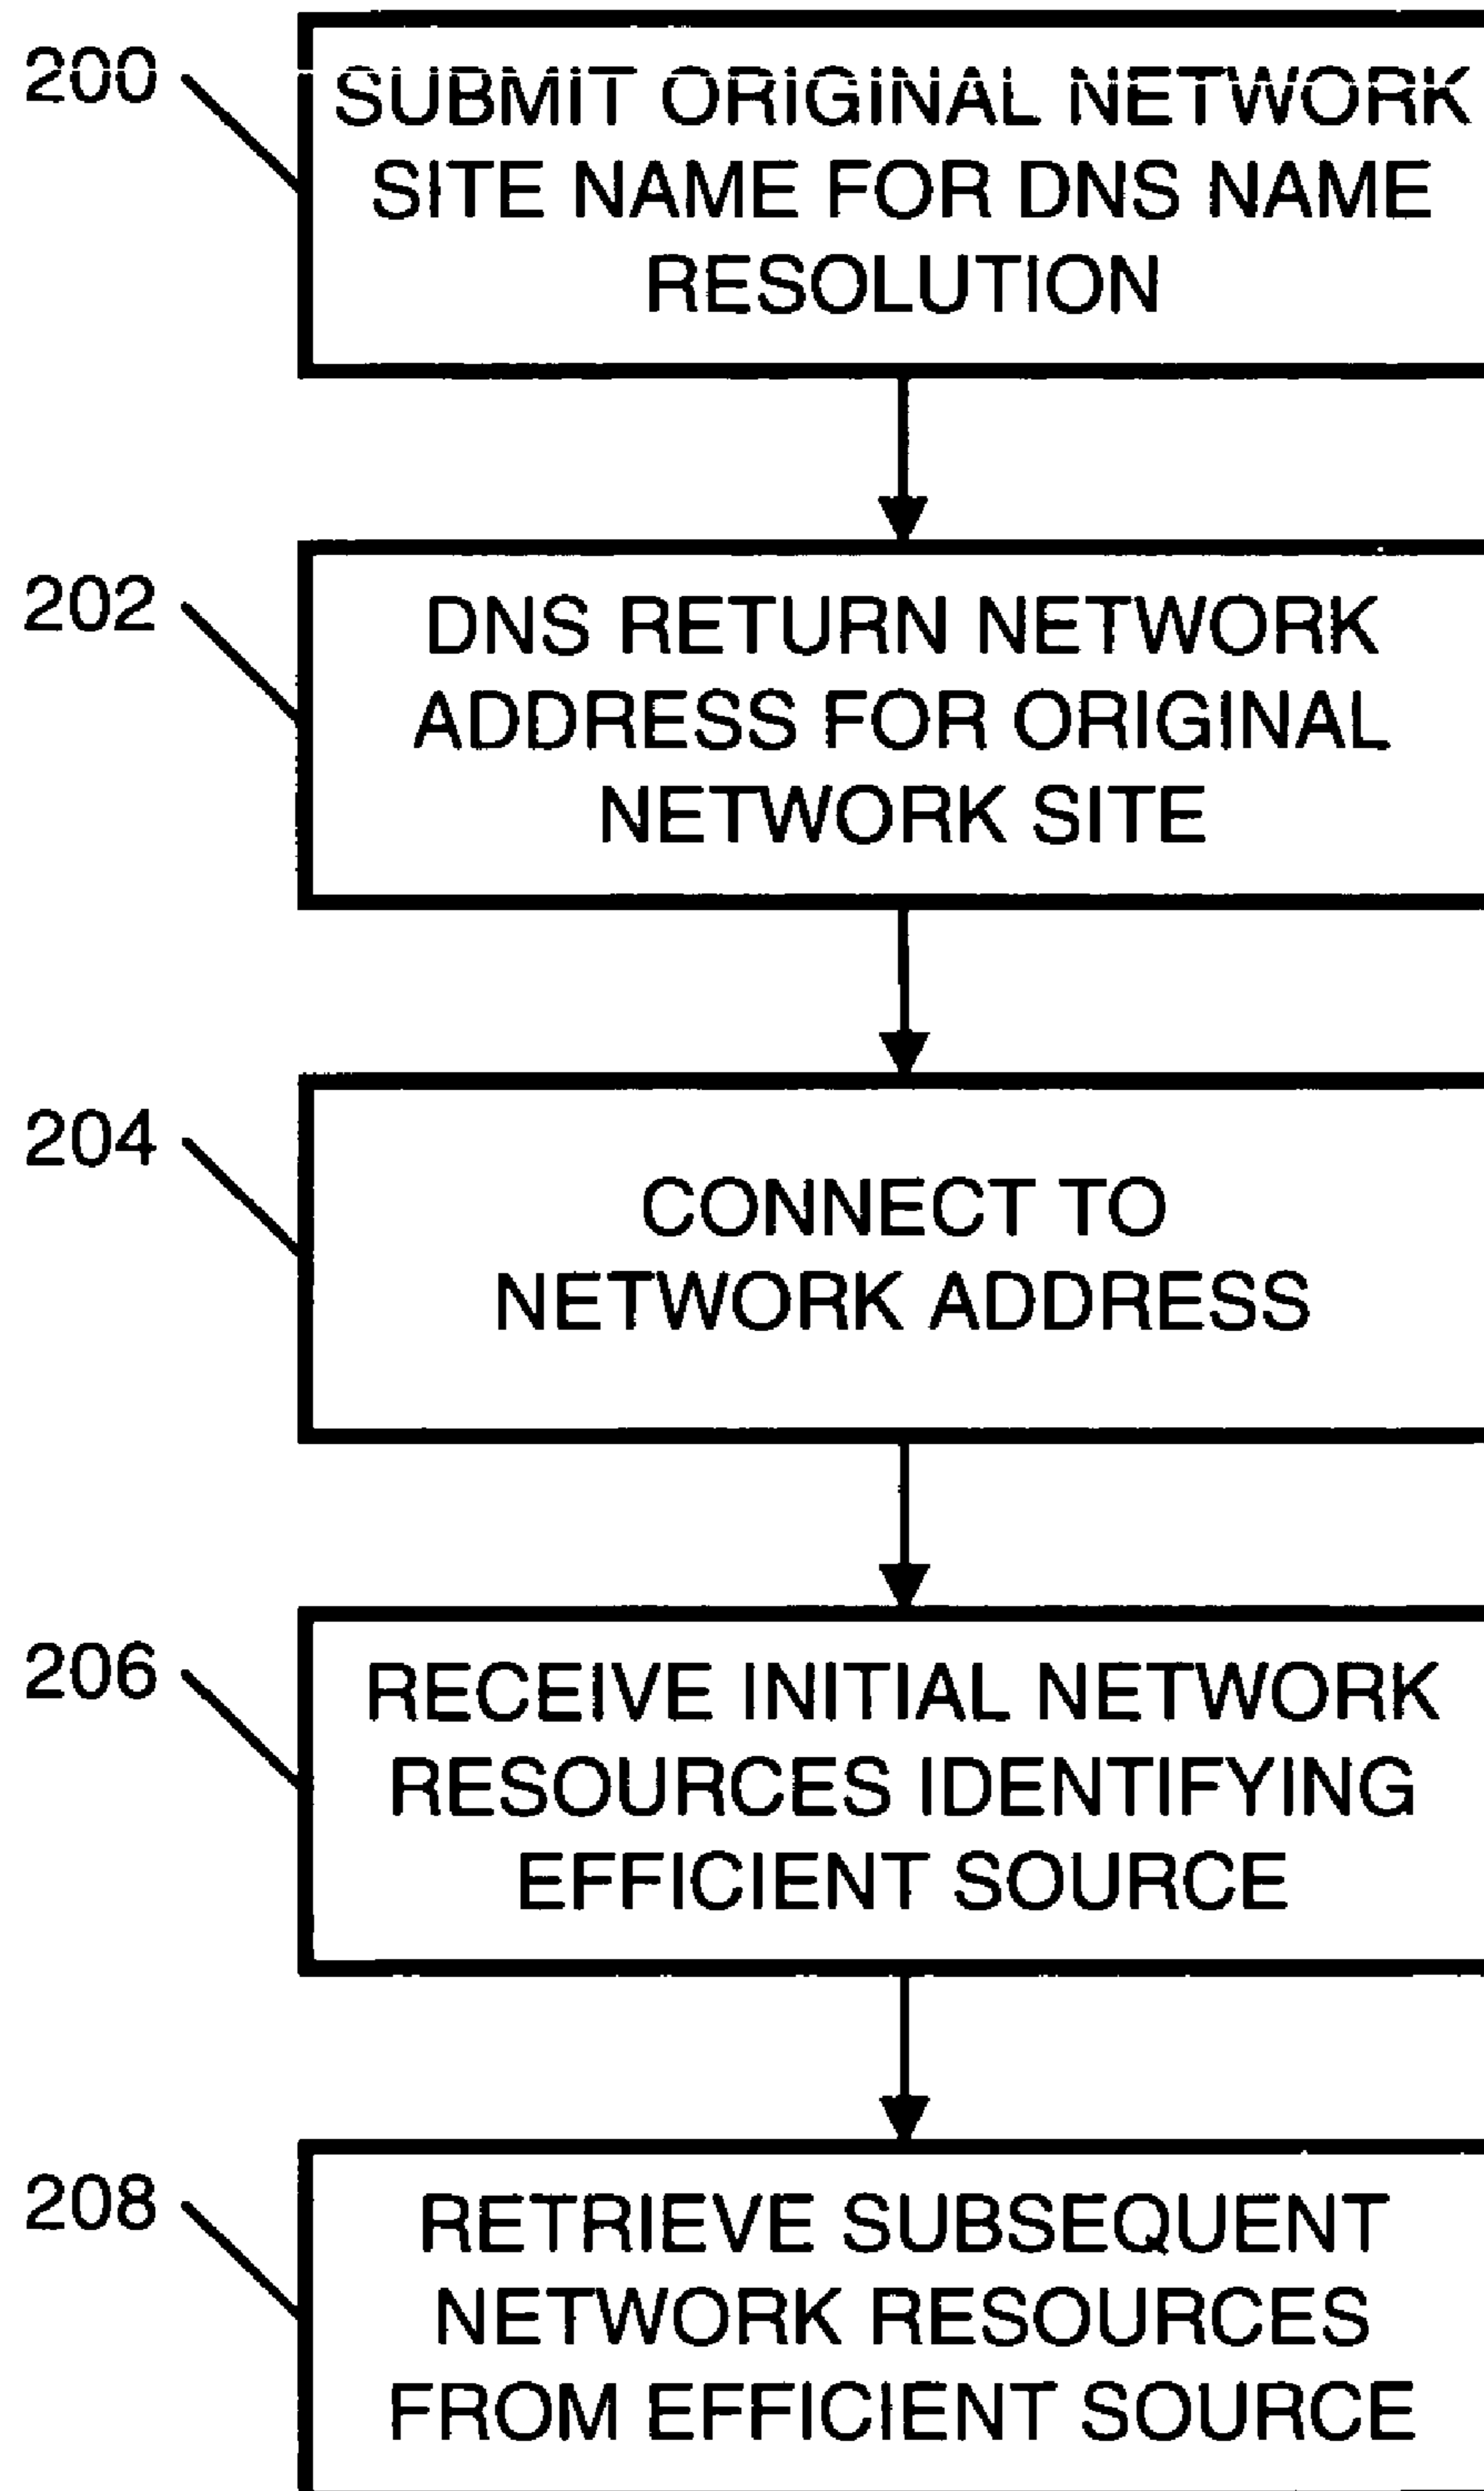 200
SUBMIT ORIGINAL NETWORK
SITE NAME FOR DNS NAME
RESOLUTION
202
DNS RETURN NETWORK
ADDRESS FOR ORIGINAL
NETWORK SITE
204
CONNECT TO
NETWORK ADDRESS
206
RECEIVE INITIAL NETWORK
RESOURCES IDENTIFYING
EFFICIENT SOURCE
208
RETRIEVE SUBSEQUENT
NETWORK RESOURCES
FROM EFFICIENT SOURCE